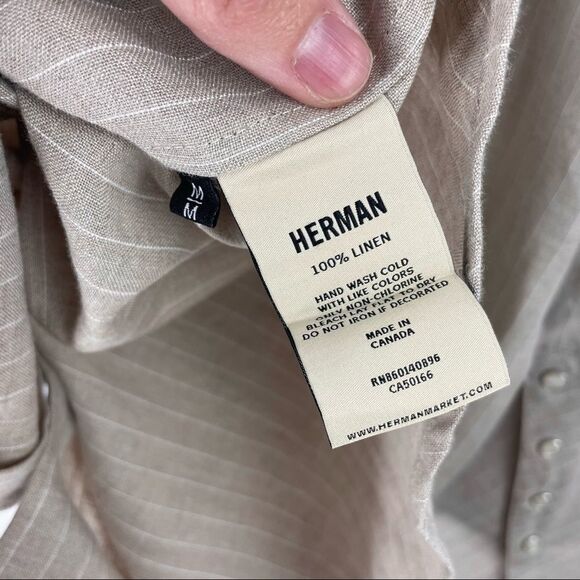 HERMAN
100% LINEN
HAND WASH COLD
WITH LIKE COLORS
ONLY NON-CHLORINE
BLEACH LAY FLAT TO DRY
DO NOT IRON IF DECORATED
MADE IN
CANADA
RN860140896
CA50166
WWW.HERMANMARKET.COM
M
M